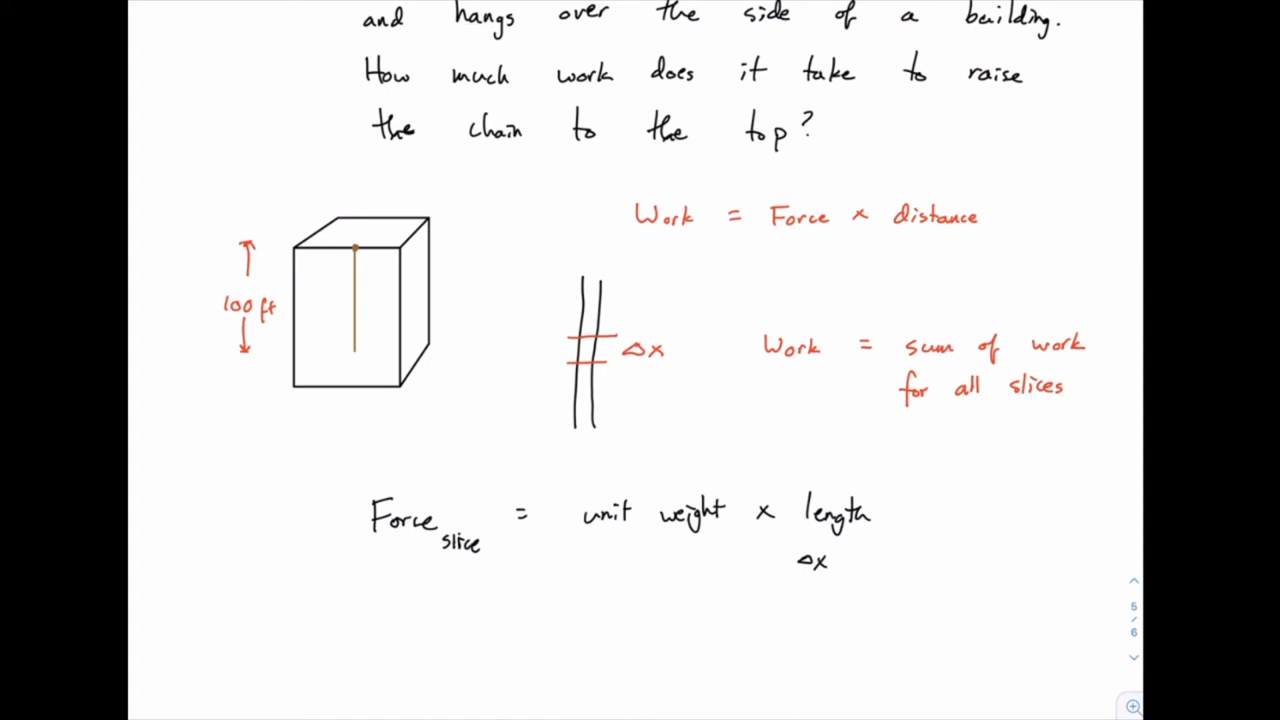 and hangs over the side of a building.
How much work does it take to raise
the chain to the top?
Work = Force × distance
100 ft
Δx
Work = sum of work
for all slices
Force slice = unit weight × length
Δx
5
/
6